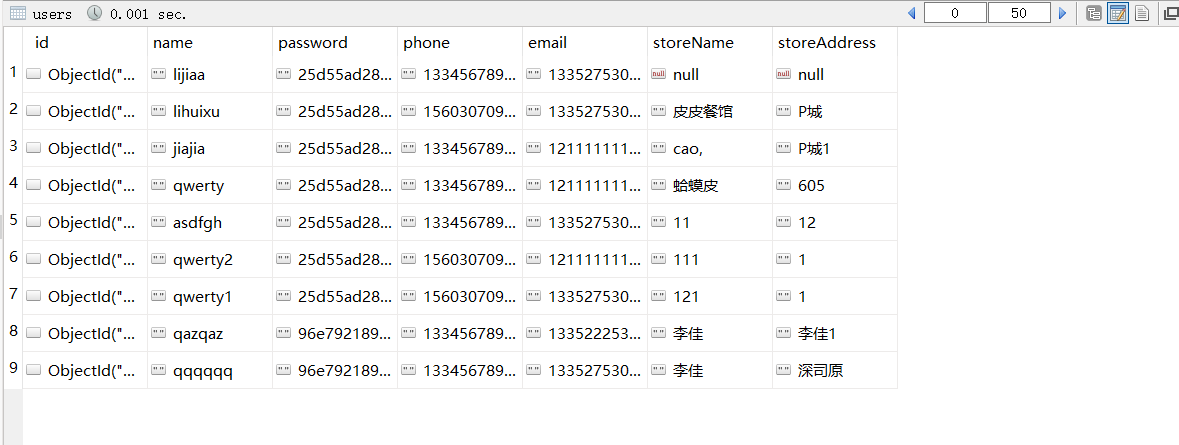 users 0.001 sec. 0 50
id name password phone email storeName storeAddress
1 ObjectId("... lijiaa 25d55ad28... 133456789... 133527530... null null
2 ObjectId("... lihuixu 25d55ad28... 156030709... 133527530... 皮皮餐馆 P城
3 ObjectId("... jiajia 25d55ad28... 133456789... 121111111... cao, P城1
4 ObjectId("... qwerty 25d55ad28... 133456789... 121111111... 蛤蟆皮 605
5 ObjectId("... asdfgh 25d55ad28... 133456789... 133527530... 11 12
6 ObjectId("... qwerty2 25d55ad28... 156030709... 121111111... 111 1
7 ObjectId("... qwerty1 25d55ad28... 156030709... 133527530... 121 1
8 ObjectId("... qazqaz 96e792189... 133456789... 133522253... 李佳 李佳1
9 ObjectId("... qqqqqq 96e792189... 133456789... 133527530... 李佳 深司原